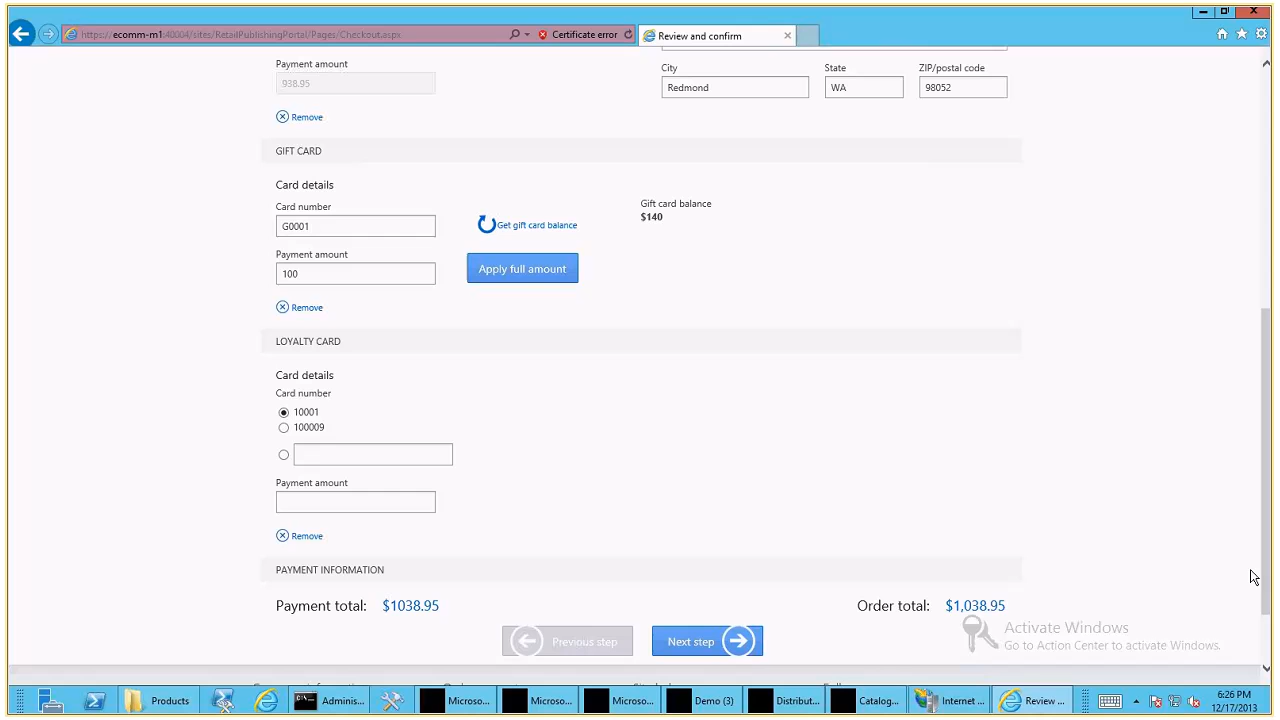 https://ecomm-m1:40004/sites/RetailPublishingPortal/Pages/Checkout.aspx
Certificate error
Review and confirm
Payment amount
938.95
Remove
City
State
ZIP/postal code
Redmond
WA
98052
GIFT CARD
Card details
Card number
G0001
Get gift card balance
Gift card balance
$140
Payment amount
100
Apply full amount
Remove
LOYALTY CARD
Card details
Card number
10001
100009
Payment amount
Remove
PAYMENT INFORMATION
Payment total: $1038.95
Order total: $1,038.95
Previous step
Next step
Activate Windows
Go to Action Center to activate Windows.
Products
Adminis...
Microso...
Microso...
Microso...
Demo (3)
Distribut...
Catalog...
Internet ...
Review ...
6:26 PM
12/17/2013